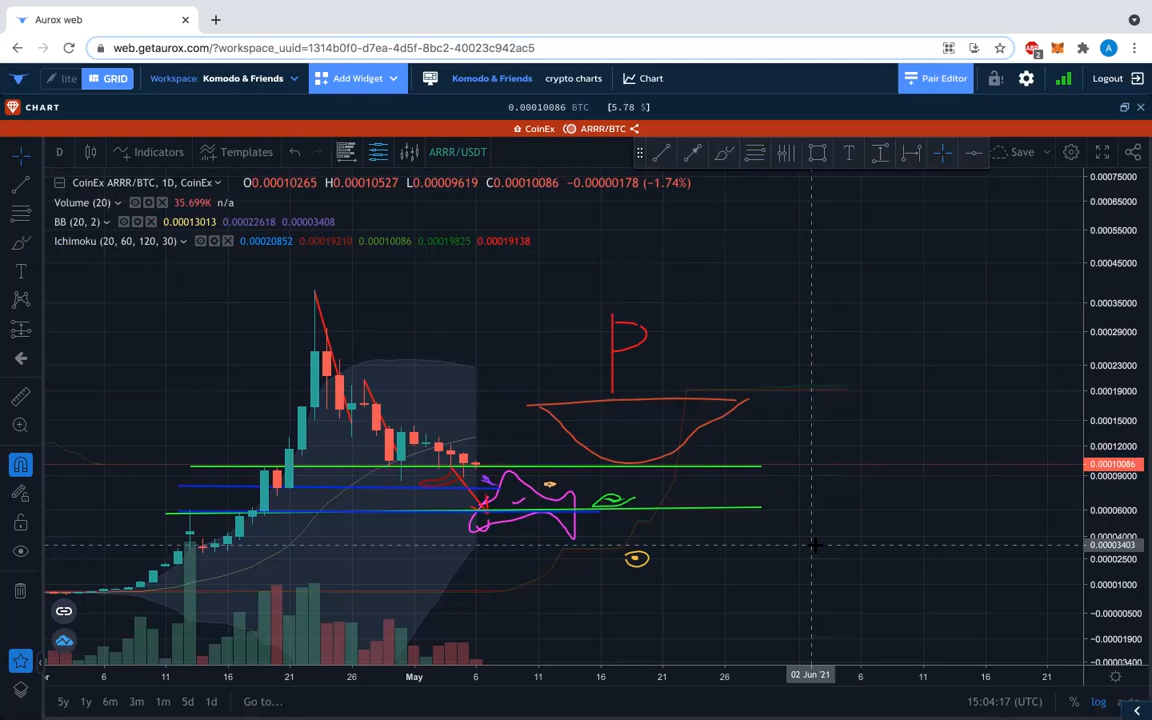 Aurox web
web.getaurox.com/?workspace_uuid=1314b0f0-d7ea-4d5f-8bc2-40023c942ac5
ABP 2 A
lite GRID Workspace: Komodo & Friends Add Widget Komodo & Friends crypto charts Chart Pair Editor Logout
CHART 0.00010086 BTC [5.78 $]
CoinEx ARRR/BTC
D Indicators Templates ARRR/USDT T Save
CoinEx ARRR/BTC, 1D, CoinEx O0.00010265 H0.00010527 L0.00009619 C0.00010086 −0.00000178 (−1.74%)
Volume (20) 35.699K n/a
BB (20, 2) 0.00013013 0.00022618 0.00003408
Ichimoku (20, 60, 120, 30) 0.00020852 0.00019210 0.00010086 0.00019825 0.00019138
0.00075000
0.00065000
0.00055000
0.00045000
0.00035000
0.00029000
0.00023000
0.00019000
0.00015000
0.00012000
0.00010086
0.00009000
0.00006000
0.00004000
0.00003403
0.00002500
0.00001000
−0.00000500
−0.00001900
−0.00003400
P
6 11 16 21 26 May 6 11 16 21 26 02 Jun '21 6 11 16 21
5y 1y 6m 3m 1m 5d 1d Go to... 15:04:17 (UTC) % log